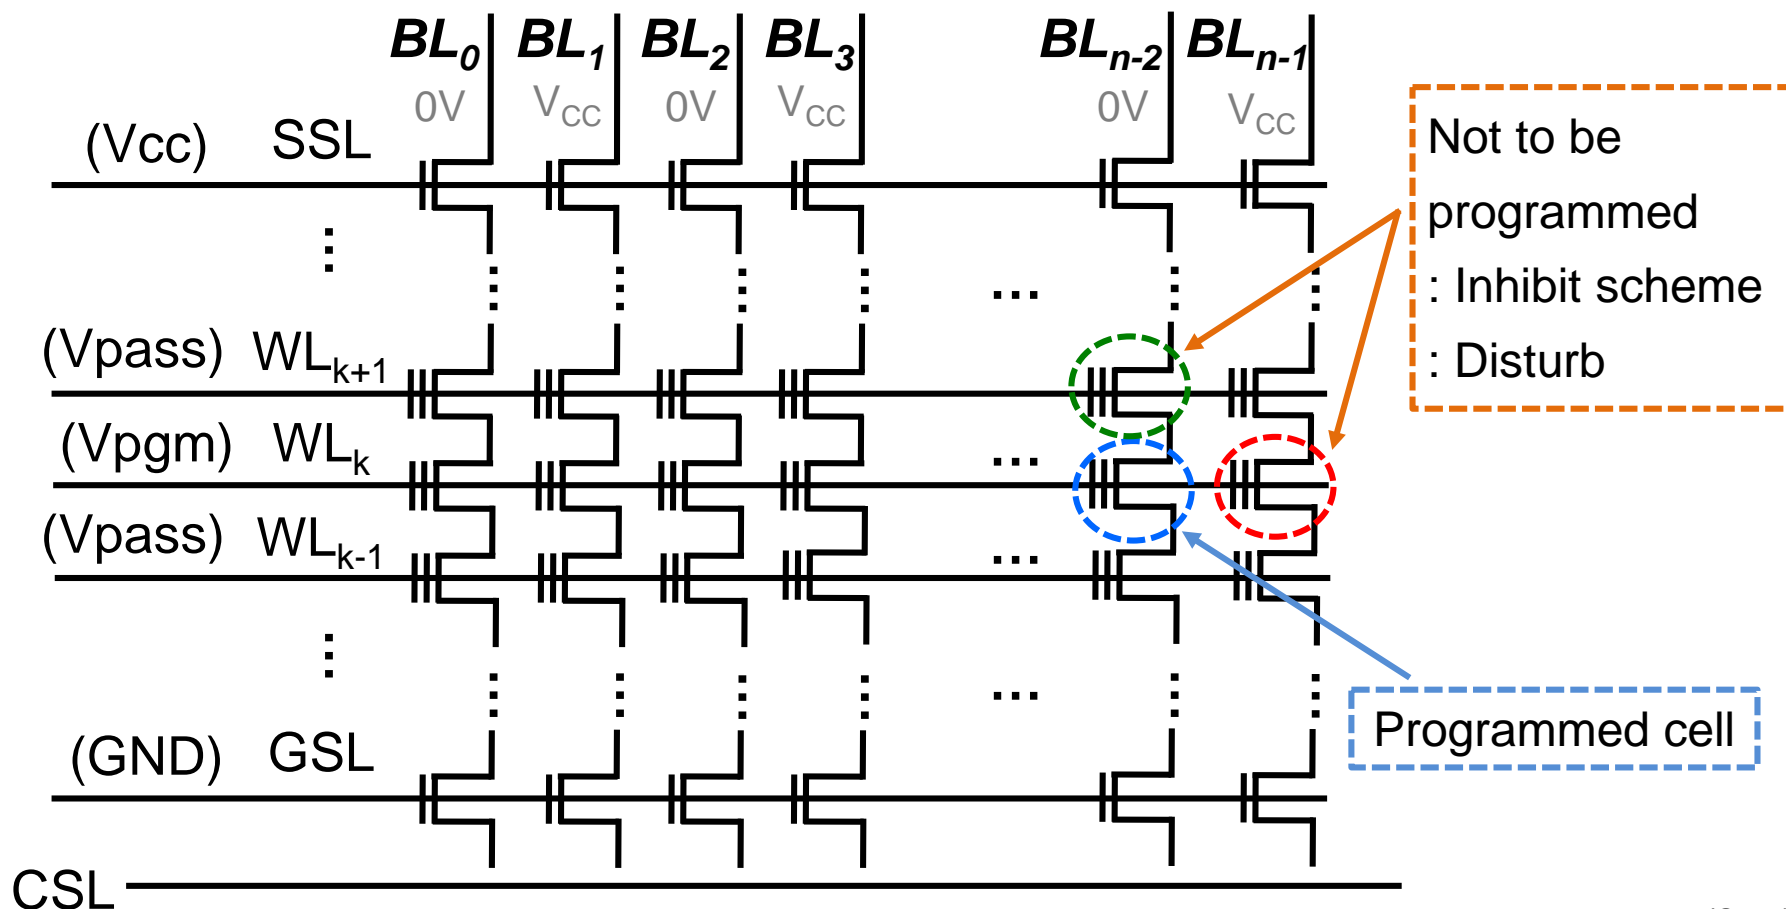 BL0 BL1 BL2 BL3 BLn-2 BLn-1
0V VCC 0V VCC 0V VCC
(Vcc) SSL
Not to be
programmed
: Inhibit scheme
: Disturb
(Vpass) WLk+1
(Vpgm) WLk
(Vpass) WLk-1
Programmed cell
(GND) GSL
CSL